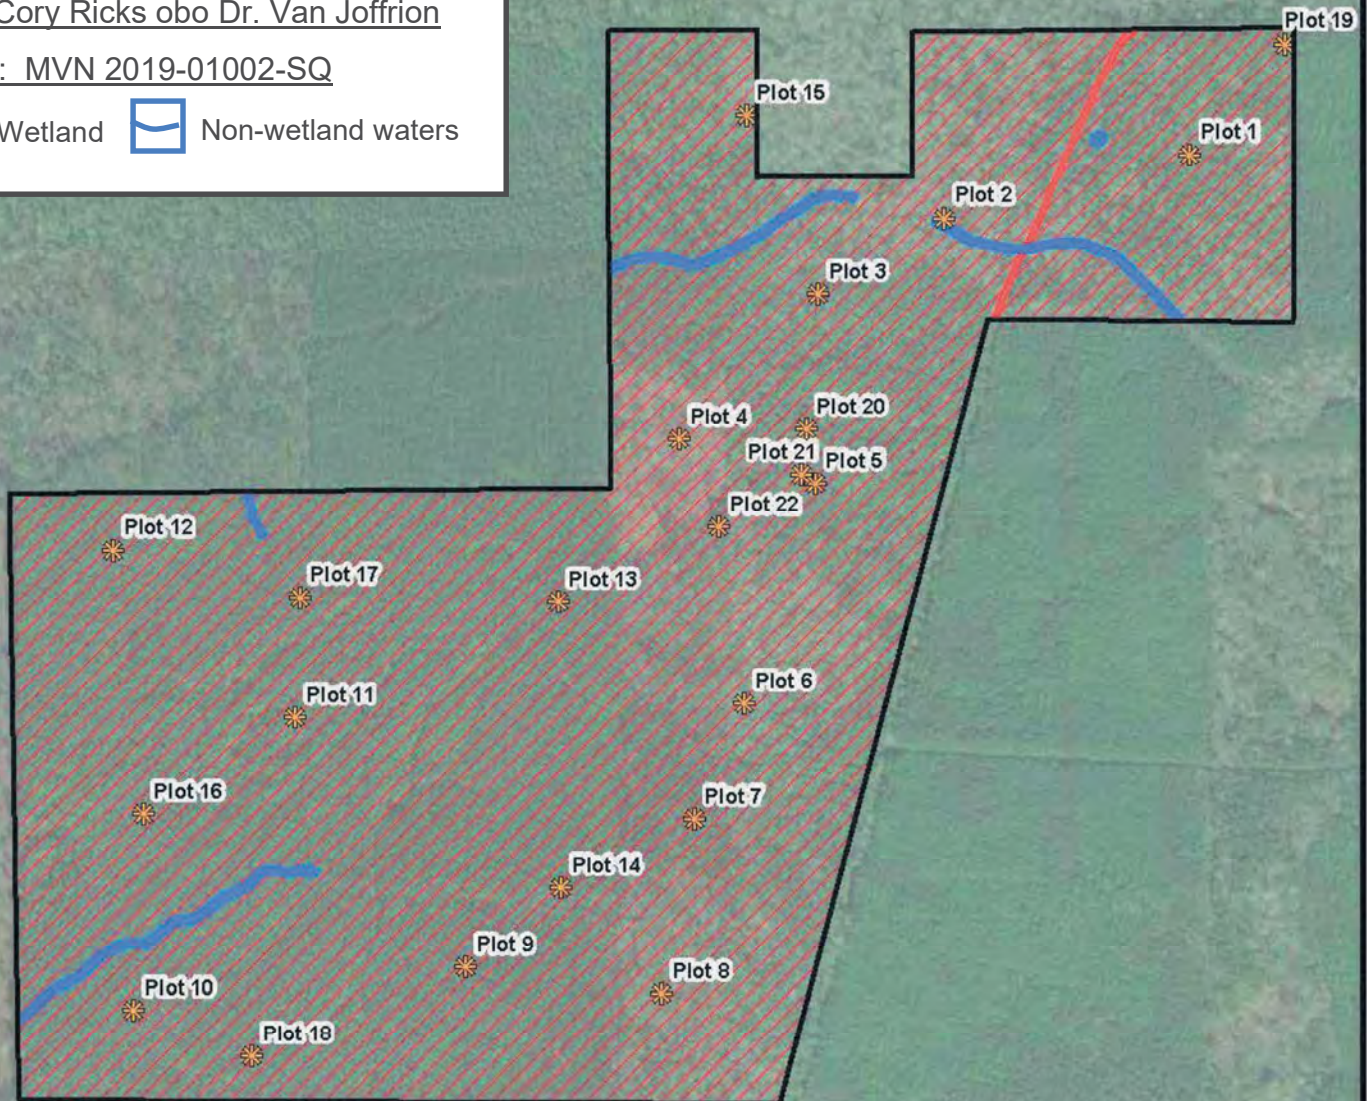 Cory Ricks obo Dr. Van Joffrion
: MVN 2019-01002-SQ
Wetland Non-wetland waters
Plot 19
Plot 15
Plot 1
Plot 2
Plot 3
Plot 20
Plot 4
Plot 21
Plot 5
Plot 22
Plot 12
Plot 17
Plot 13
Plot 6
Plot 11
Plot 16
Plot 7
Plot 14
Plot 9
Plot 8
Plot 10
Plot 18